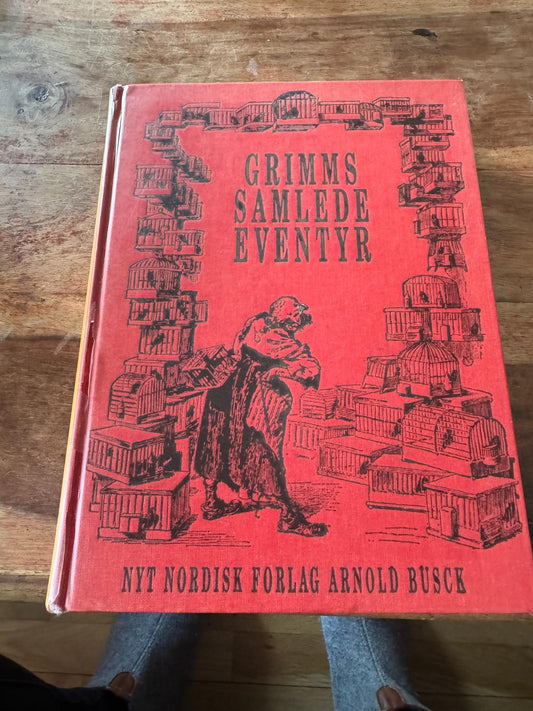 GRIMMS
SAMLEDE
EVENTYR
NYT NORDISK FORLAG ARNOLD BUSCK